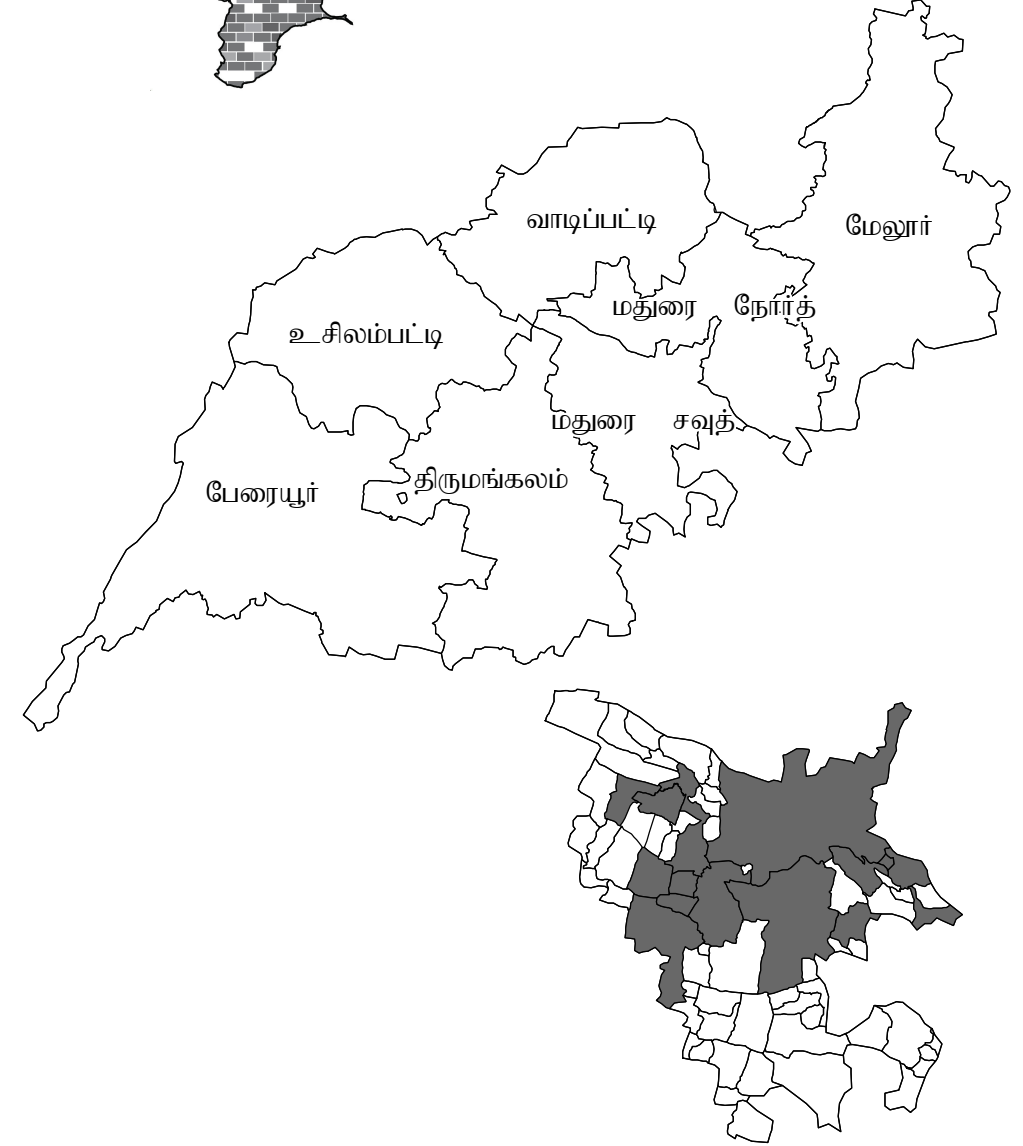 வாடிப்பட்டி
மேலூர்
மதுரை நோர்த்
உசிலம்பட்டி
மதுரை சவுத்
திருமங்கலம்
பேரையூர்